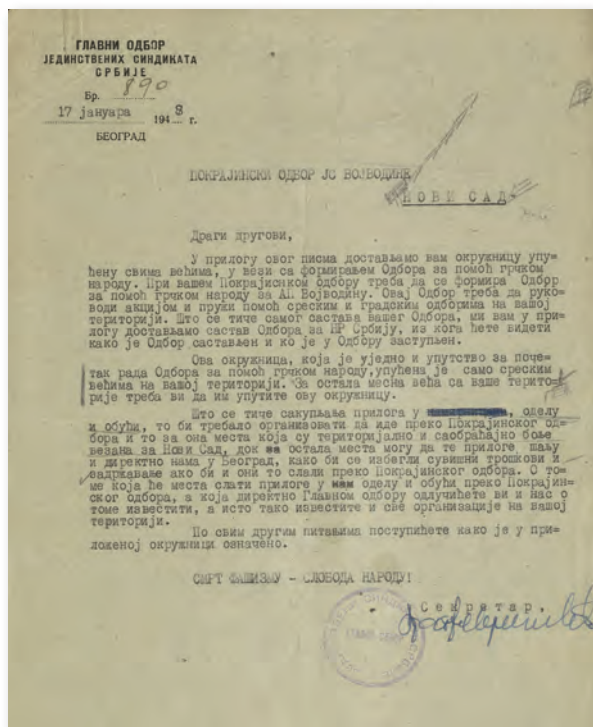 ГЛАВНИ ОДБОР
ЈЕДИНСТВЕНИХ СИНДИКАТА
СРБИЈЕ
Бр. 890
17 јануара 1948 г.
БЕОГРАД
ПОКРАЈИНСКИ ОДБОР ЈС ВОЈВОДИНЕ
НОВИ САД
Драги другови,
У прилогу овог писма достављамо вам окружницу упу=
ћену свима већима, у вези са формирањем Одбора за помоћ грчком
народу. При вашем Покрајиском одбору треба да се формира Одбор
за помоћ грчком народу за АП Војводину. Овај Одбор треба да руко=
води акцијом и пружи помоћ среским и градским одборима на вашој
територији. Што се тиче самог састава вашег Одбора, ми вам у при=
логу достављамо састав Одбора за НР Србију, из кога ћете видети
како је Одбор састављен и ко је у Одбору заступљен.
Ова окружница, која је уједно и упутство за поче=
так рада Одбора за помоћ грчком народу, упућена је само среским
већима на вашој територији. За остала месна већа са ваше терито=
рије треба ви да им упутите ову окружницу.
Што се тиче сакупљања прилога у , оделу
и обући, то би требало организовати да иде преко Покрајинског од=
бора и то за она места која су територијално и саобраћајно боље
везана за Нови Сад, док остала места могу да те прилоге шаљу
и директно нама у Београд, како би се избегли сувишни трошкови и
задржавање ако би и они то слали преко Покрајинског одбора. О то=
ме која ће места слати прилоге у оделу и обући преко Покрајин=
ског одбора, а која директно Главном одбору одлучићете ви и нас о
томе известити, а исто тако известите и све организације на вашој
територији.
По свим другим питањима поступићете како је у при=
ложеној окружници означено.
СМРТ ФАШИЗМУ - СЛОБОДА НАРОДУ!
Секретар,